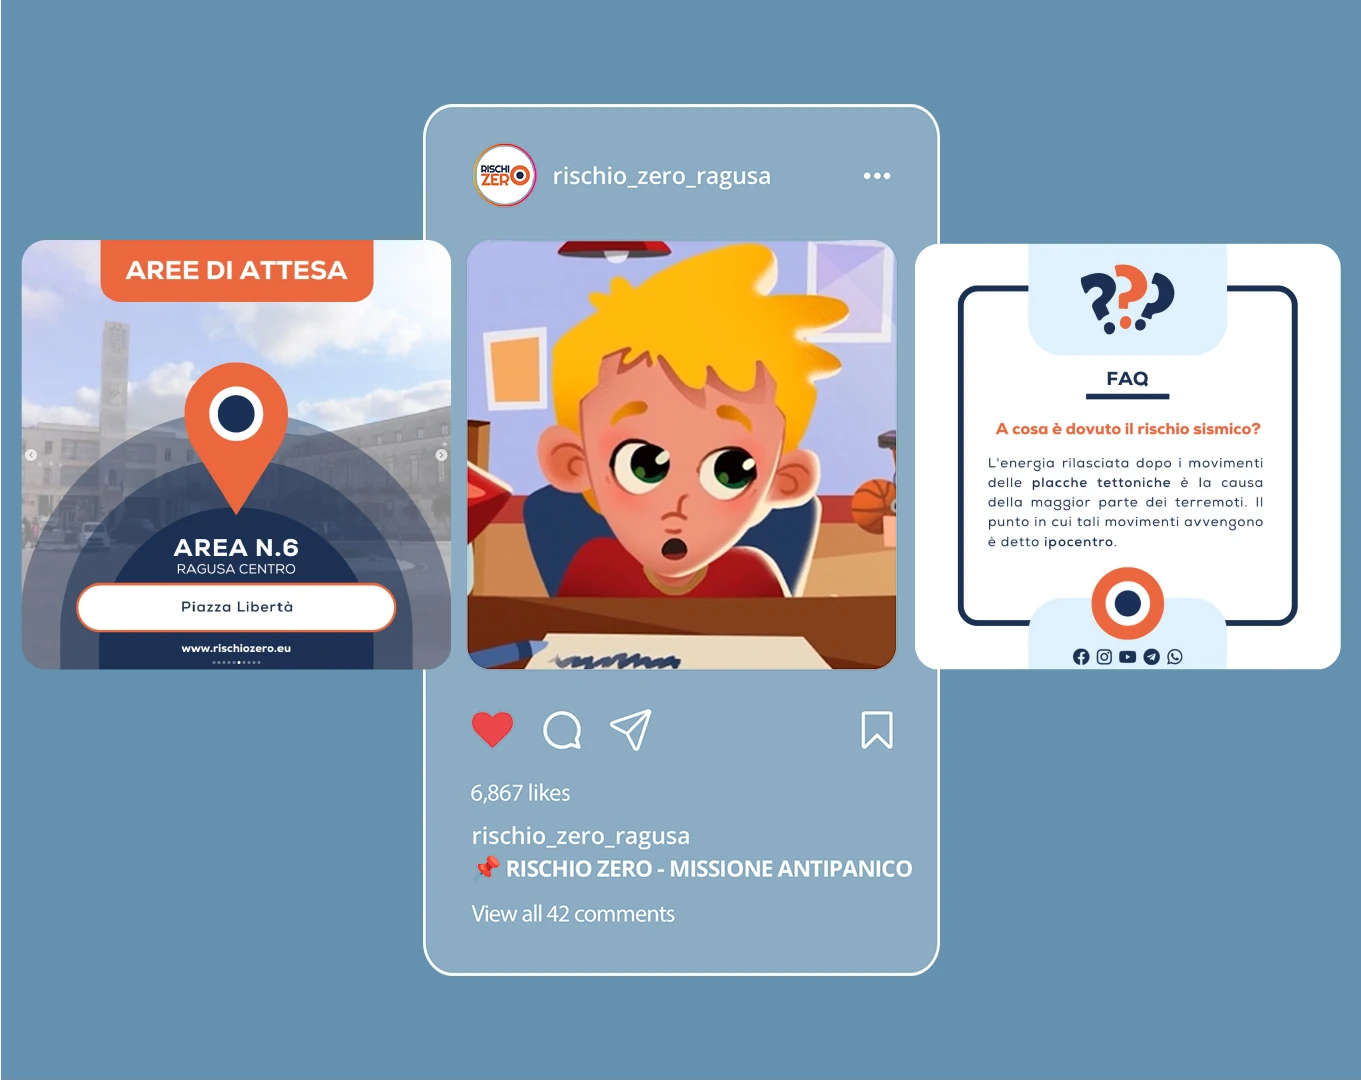 RISCHI
ZERO
rischio_zero_ragusa
AREE DI ATTESA
AREA N.6
RAGUSA CENTRO
Piazza Libertà
www.rischiozero.eu
FAQ
A cosa è dovuto il rischio sismico?
L'energia rilasciata dopo i movimenti
delle placche tettoniche è la causa
della maggior parte dei terremoti. Il
punto in cui tali movimenti avvengono
è detto ipocentro.
6,867 likes
rischio_zero_ragusa
📌 RISCHIO ZERO - MISSIONE ANTIPANICO
View all 42 comments